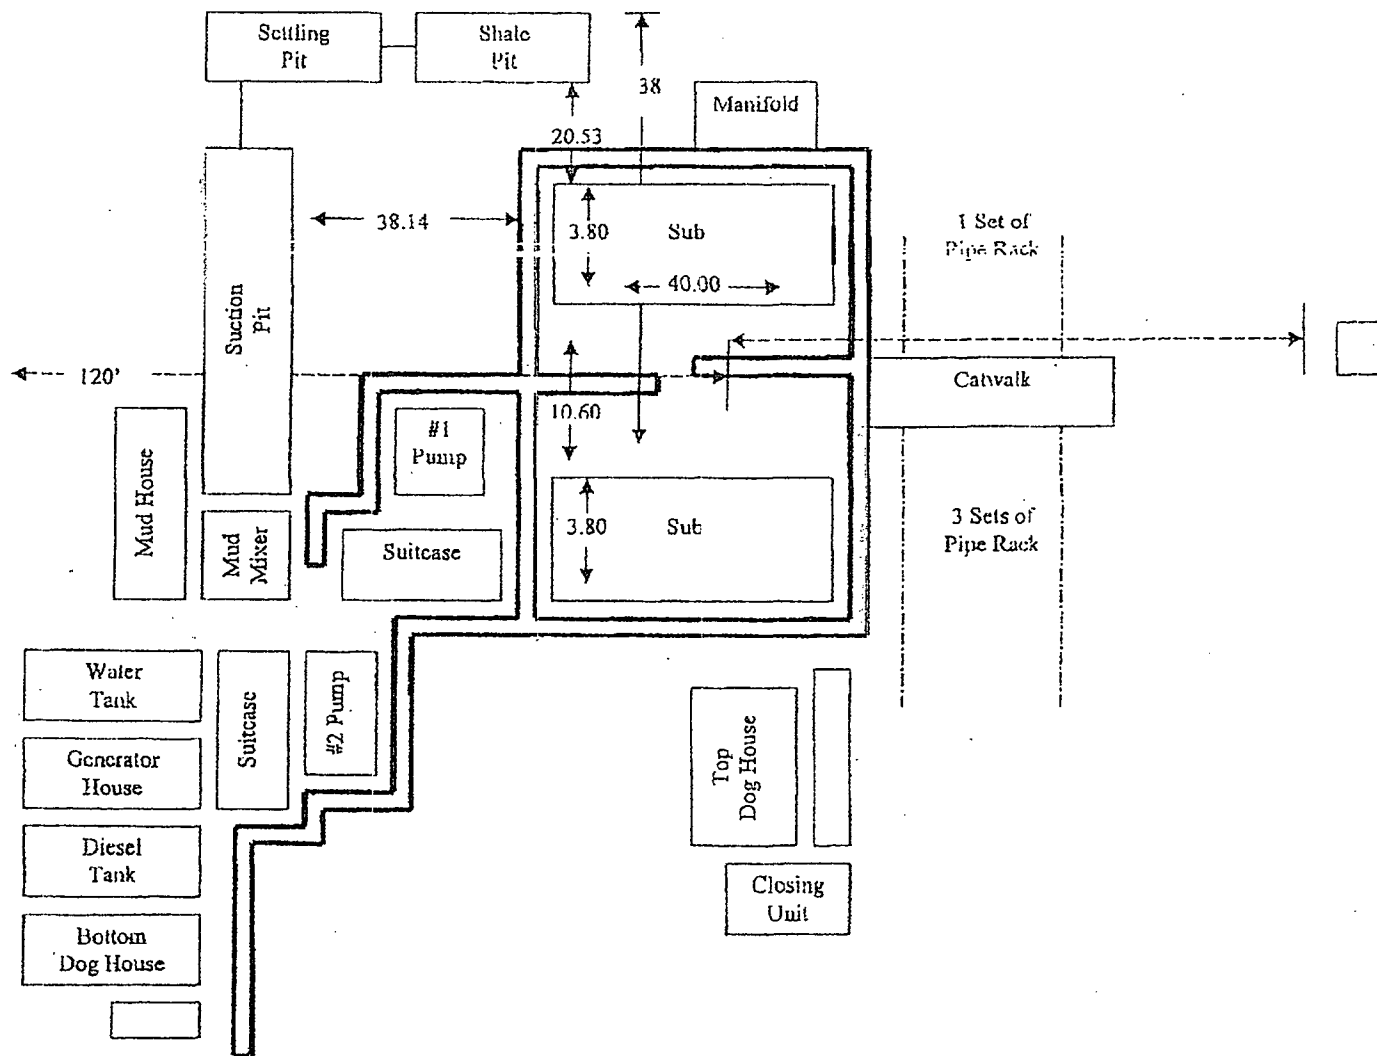 Settling
Pit
Shale
Pit
38
Manifold
20.53
38.14
3.80
Sub
40.00
1 Set of
Pipe Rack
Suction
Pit
120'
Catwalk
10.60
#1
Pump
Mud House
Mud
Mixer
Suitcase
3.80
Sub
3 Sets of
Pipe Rack
Water
Tank
Suitcase
#2 Pump
Generator
House
Top
Dog House
Diesel
Tank
Closing
Unit
Bottom
Dog House